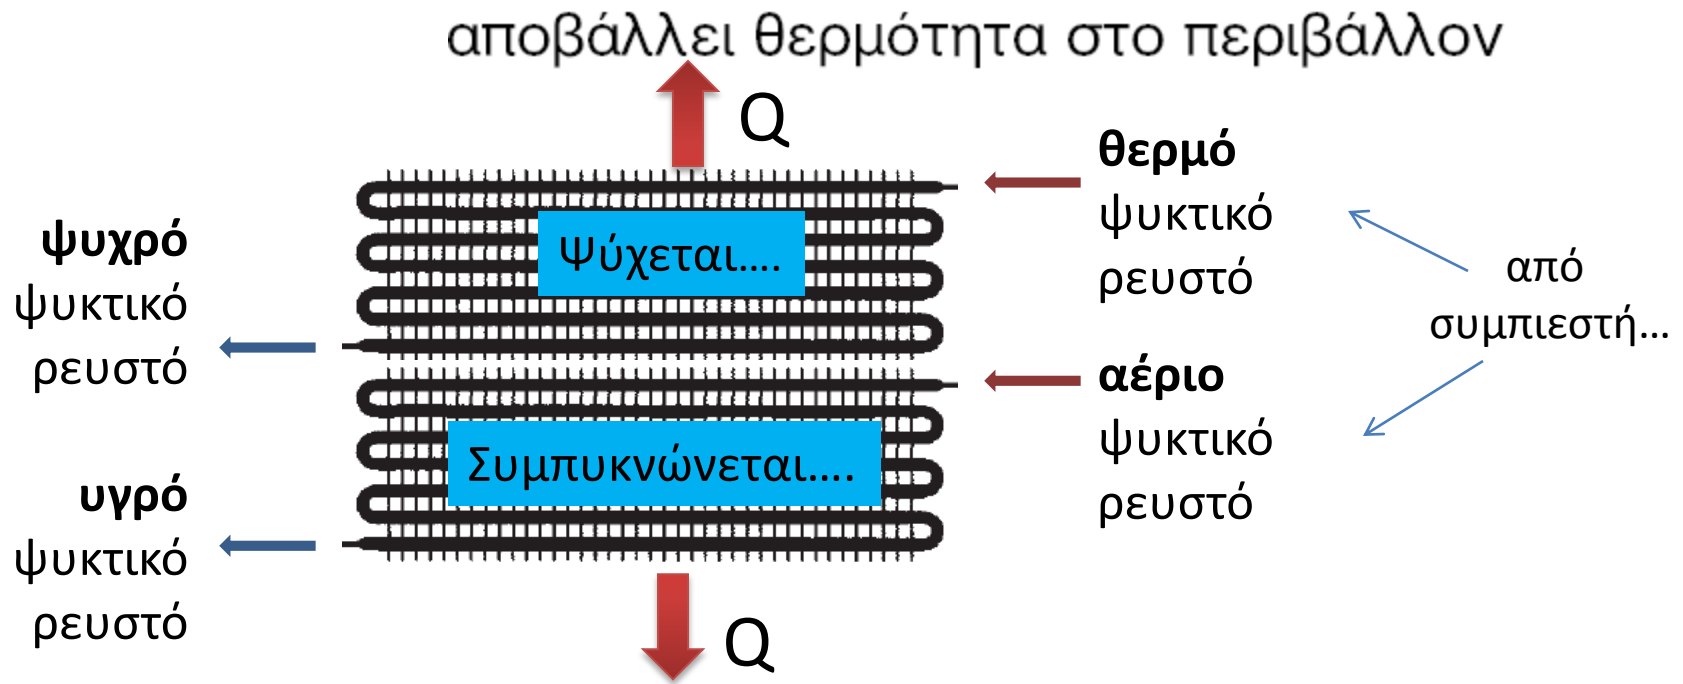 αποβάλλει θερμότητα στο περιβάλλον
Q
θερμό
ψυκτικό
ρευστό
ψυχρό
ψυκτικό
ρευστό
Ψύχεται....
από
συμπιεστή...
αέριο
ψυκτικό
ρευστό
Συμπυκνώνεται....
υγρό
ψυκτικό
ρευστό
Q